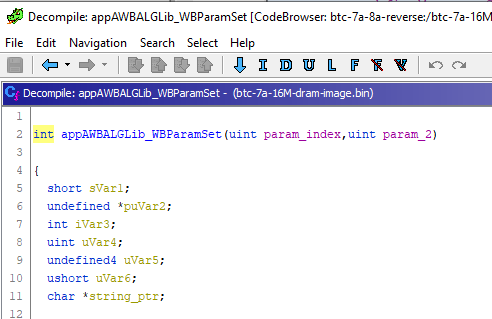 Decompile: appAWBALGLib_WBParamSet [CodeBrowser: btc-7a-8a-reverse:/btc-7a-16M
File Edit Navigation Search Select Help
I D U L F F V B
Decompile: appAWBALGLib_WBParamSet - (btc-7a-16M-dram-image.bin)
1
2 int appAWBALGLib_WBParamSet(uint param_index,uint param_2)
3
4 {
5 short sVar1;
6 undefined *puVar2;
7 int iVar3;
8 uint uVar4;
9 undefined4 uVar5;
10 ushort uVar6;
11 char *string_ptr;
12